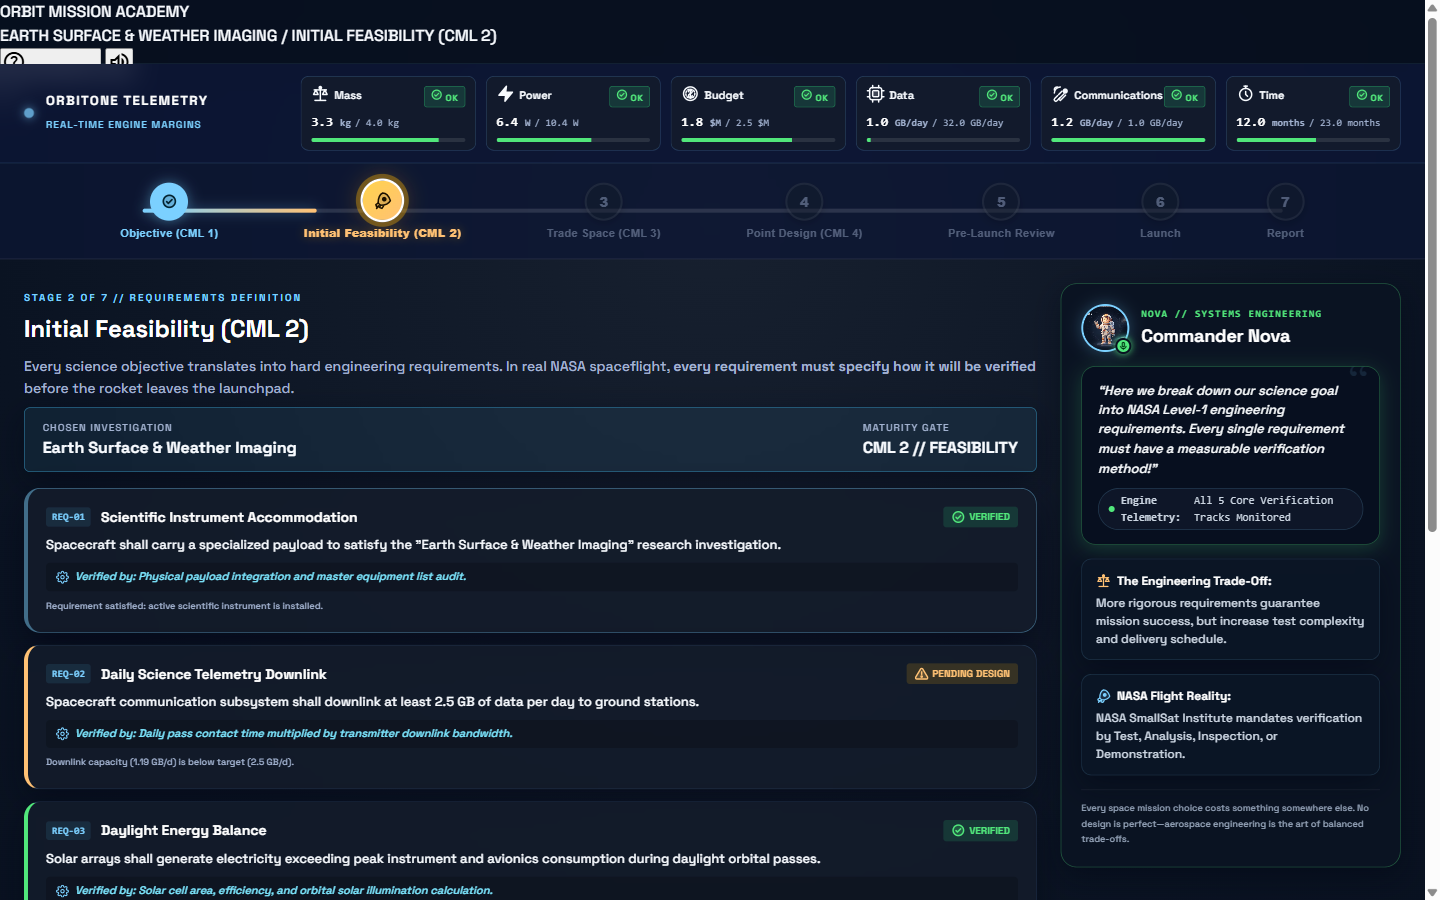 ORBIT MISSION ACADEMY
EARTH SURFACE & WEATHER IMAGING / INITIAL FEASIBILITY (CML 2)
ORBITONE TELEMETRY
REAL-TIME ENGINE MARGINS
Mass OK
3.3 kg / 4.0 kg
Power OK
6.4 W / 10.4 W
Budget OK
1.8 $M / 2.5 $M
Data OK
1.0 GB/day / 32.0 GB/day
Communications OK
1.2 GB/day / 1.0 GB/day
Time OK
12.0 months / 23.0 months
Objective (CML 1)
Initial Feasibility (CML 2)
3
Trade Space (CML 3)
4
Point Design (CML 4)
5
Pre-Launch Review
6
Launch
7
Report
STAGE 2 OF 7 // REQUIREMENTS DEFINITION
Initial Feasibility (CML 2)
Every science objective translates into hard engineering requirements. In real NASA spaceflight, every requirement must specify how it will be verified
before the rocket leaves the launchpad.
CHOSEN INVESTIGATION
Earth Surface & Weather Imaging
MATURITY GATE
CML 2 // FEASIBILITY
REQ-01 Scientific Instrument Accommodation VERIFIED
Spacecraft shall carry a specialized payload to satisfy the "Earth Surface & Weather Imaging" research investigation.
Verified by: Physical payload integration and master equipment list audit.
Requirement satisfied: active scientific instrument is installed.
REQ-02 Daily Science Telemetry Downlink PENDING DESIGN
Spacecraft communication subsystem shall downlink at least 2.5 GB of data per day to ground stations.
Verified by: Daily pass contact time multiplied by transmitter downlink bandwidth.
Downlink capacity (1.19 GB/d) is below target (2.5 GB/d).
REQ-03 Daylight Energy Balance VERIFIED
Solar arrays shall generate electricity exceeding peak instrument and avionics consumption during daylight orbital passes.
Verified by: Solar cell area, efficiency, and orbital solar illumination calculation.
NOVA // SYSTEMS ENGINEERING
Commander Nova
"Here we break down our science goal
into NASA Level-1 engineering
requirements. Every single requirement
must have a measurable verification
method!"
Engine Telemetry: All 5 Core Verification Tracks Monitored
The Engineering Trade-Off:
More rigorous requirements guarantee
mission success, but increase test complexity
and delivery schedule.
NASA Flight Reality:
NASA SmallSat Institute mandates verification
by Test, Analysis, Inspection, or
Demonstration.
Every space mission choice costs something somewhere else. No
design is perfect—aerospace engineering is the art of balanced
trade-offs.